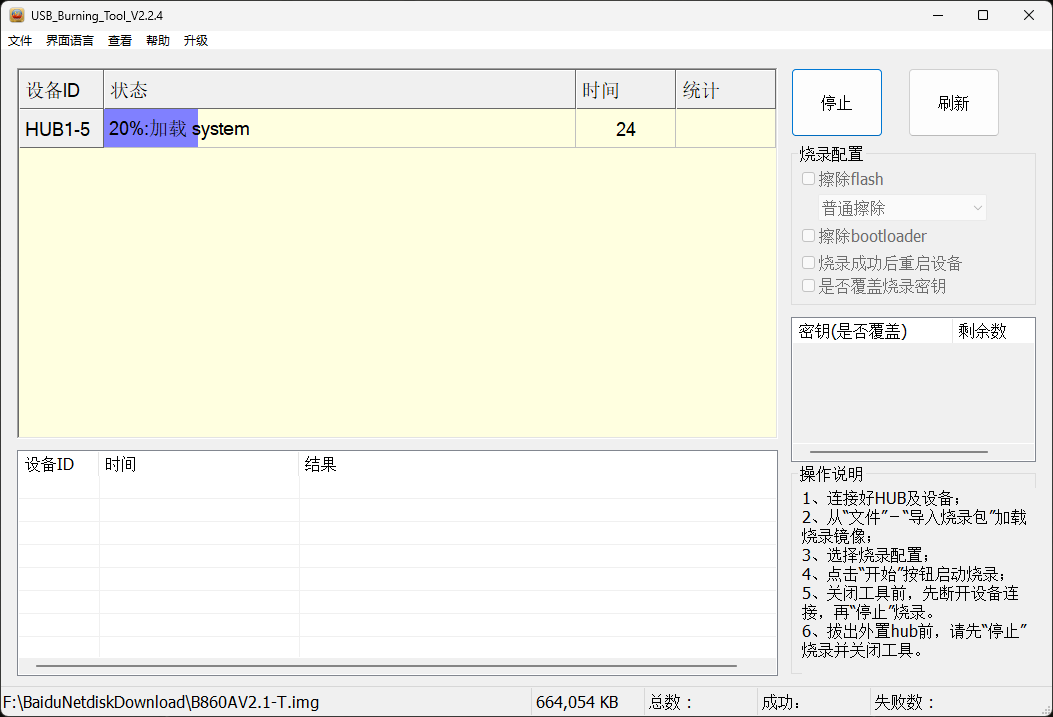 USB_Burning_Tool_V2.2.4
文件 界面语言 查看 帮助 升级
设备ID 状态 时间 统计
HUB1-5 20%:加载 system 24
停止 刷新
烧录配置
擦除flash
普通擦除
擦除bootloader
烧录成功后重启设备
是否覆盖烧录密钥
密钥(是否覆盖) 剩余数
设备ID 时间 结果
操作说明
1、连接好HUB及设备；
2、从“文件”－“导入烧录包”加载
烧录镜像；
3、选择烧录配置；
4、点击“开始”按钮启动烧录；
5、关闭工具前，先断开设备连
接，再“停止”烧录。
6、拔出外置hub前，请先“停止”
烧录并关闭工具。
F:\BaiduNetdiskDownload\B860AV2.1-T.img 664,054 KB 总数： 成功: 失败数：